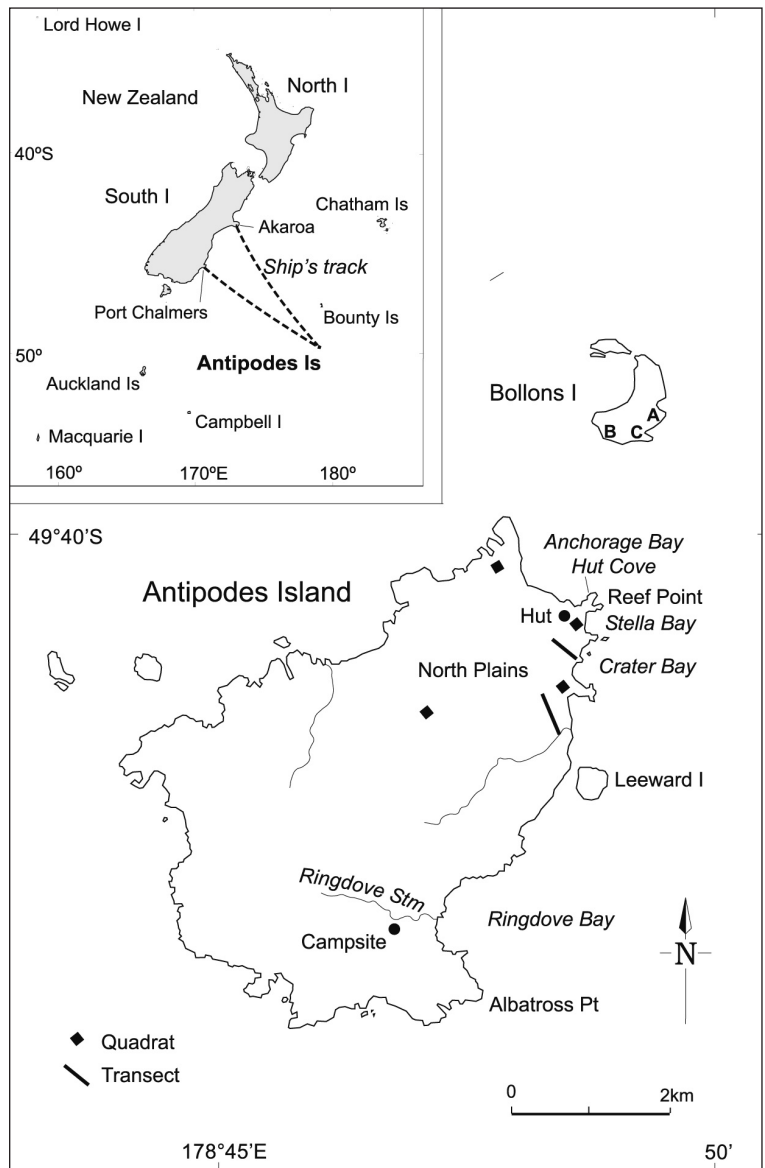 Lord Howe I
North I
New Zealand
40ºS
South I
Chatham Is
Akaroa
Ship's track
Port Chalmers
Bounty Is
50º
Antipodes Is
Auckland Is
Campbell I
Macquarie I
160º
170ºE
180º
Bollons I
A
B
C
49°40'S
Anchorage Bay
Hut Cove
Antipodes Island
Reef Point
Hut
Stella Bay
North Plains
Crater Bay
Leeward I
Ringdove Stm
Ringdove Bay
Campsite
N
Albatross Pt
Quadrat
Transect
0
2km
178°45'E
50'